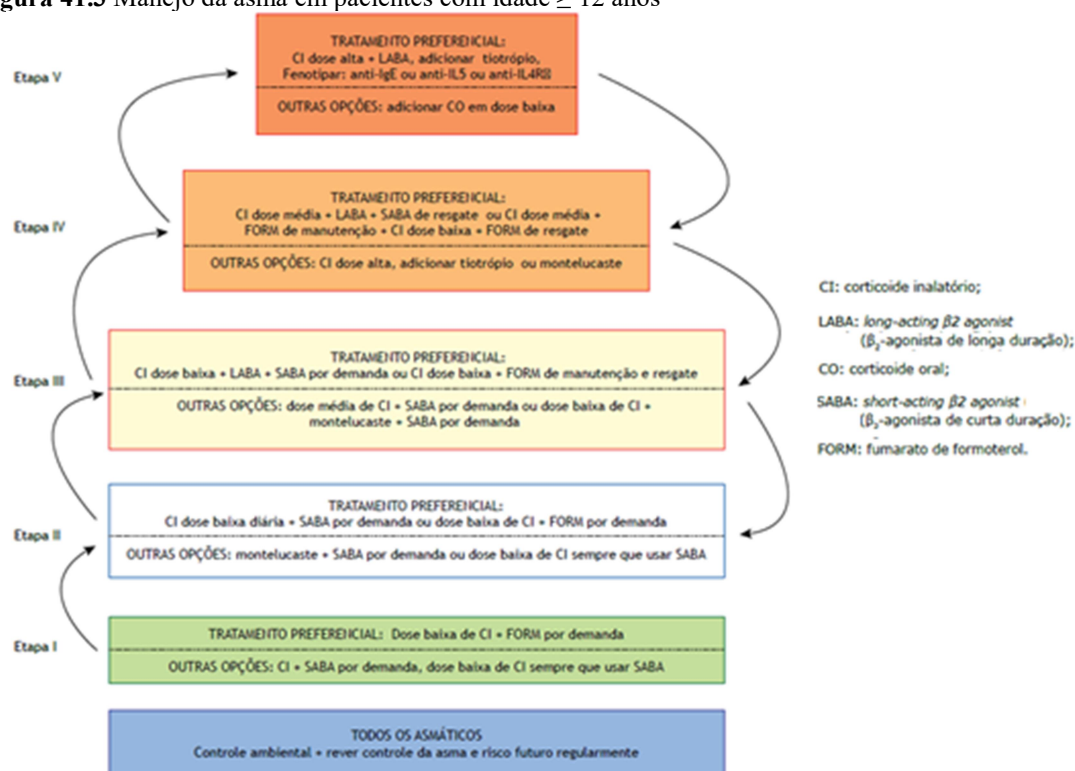 gura 41.3 Manejo da asma em pacientes com idade ≥ 12 anos
Etapa V
TRATAMENTO PREFERENCIAL:
CI dose alta + LABA, adicionar tiotrópio,
Fenotipar: anti-IgE ou anti-IL5 ou anti-IL4R
OUTRAS OPÇÕES: adicionar CO em dose baixa
Etapa IV
TRATAMENTO PREFERENCIAL:
CI dose média + LABA + SABA de resgate ou CI dose média +
FORM de manutenção + CI dose baixa + FORM de resgate
OUTRAS OPÇÕES: CI dose alta, adicionar tiotrópio ou montelucaste
Etapa III
TRATAMENTO PREFERENCIAL:
CI dose baixa + LABA + SABA por demanda ou CI dose baixa + FORM de manutenção e resgate
OUTRAS OPÇÕES: dose média de CI + SABA por demanda ou dose baixa de CI +
montelucaste + SABA por demanda
Etapa II
TRATAMENTO PREFERENCIAL:
CI dose baixa diária + SABA por demanda ou dose baixa de CI + FORM por demanda
OUTRAS OPÇÕES: montelucaste + SABA por demanda ou dose baixa de CI sempre que usar SABA
Etapa I
TRATAMENTO PREFERENCIAL: Dose baixa de CI + FORM por demanda
OUTRAS OPÇÕES: CI + SABA por demanda, dose baixa de CI sempre que usar SABA
TODOS OS ASMÁTICOS
Controle ambiental + rever controle da asma e risco futuro regularmente
CI: corticoide inalatório;
LABA: long-acting β2 agonist
(β₂-agonista de longa duração);
CO: corticoide oral;
SABA: short-acting β2 agonist
(β₂-agonista de curta duração);
FORM: fumarato de formoterol.